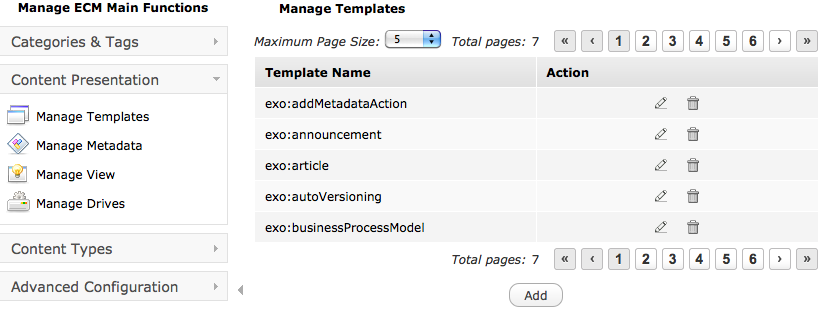 Manage ECM Main Functions
Categories & Tags
Content Presentation
Manage Templates
Manage Metadata
Manage View
Manage Drives
Content Types
Advanced Configuration
Manage Templates
Maximum Page Size: 5 Total pages: 7 « ‹ 1 2 3 4 5 6 › »
Template Name Action
exo:addMetadataAction
exo:announcement
exo:article
exo:autoVersioning
exo:businessProcessModel
Total pages: 7 « ‹ 1 2 3 4 5 6 › »
Add